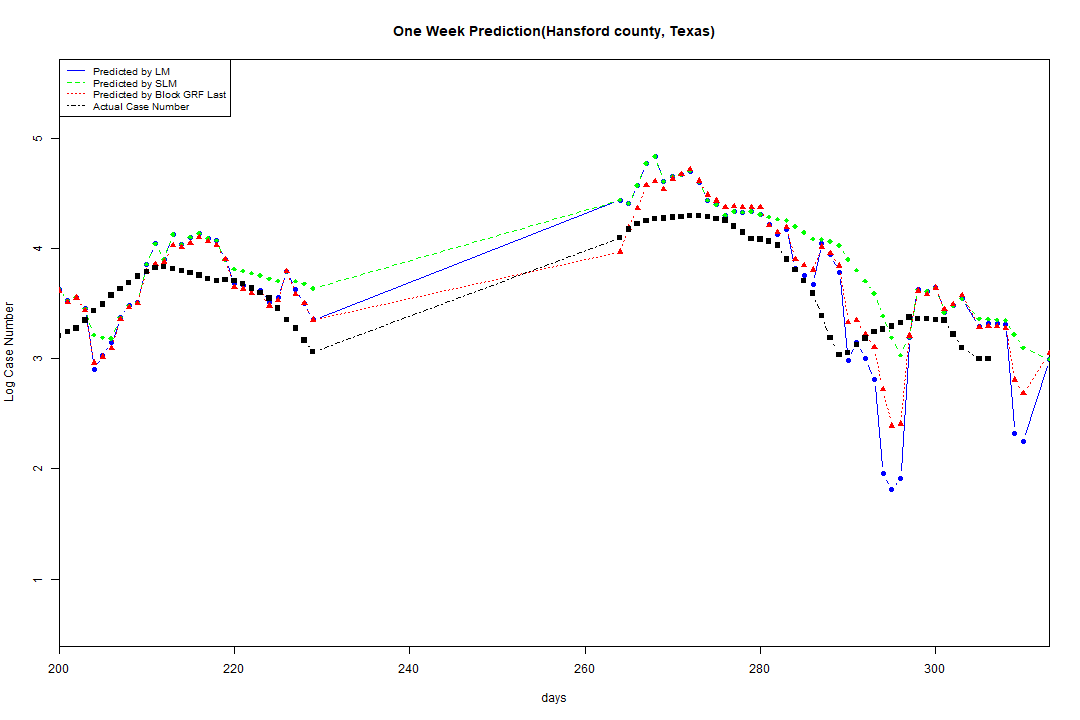 One Week Prediction(Hansford county, Texas)
Predicted by LM
Predicted by SLM
Predicted by Block GRF Last
Actual Case Number
5
4
3
2
1
Log Case Number
200 220 240 260 280 300
days